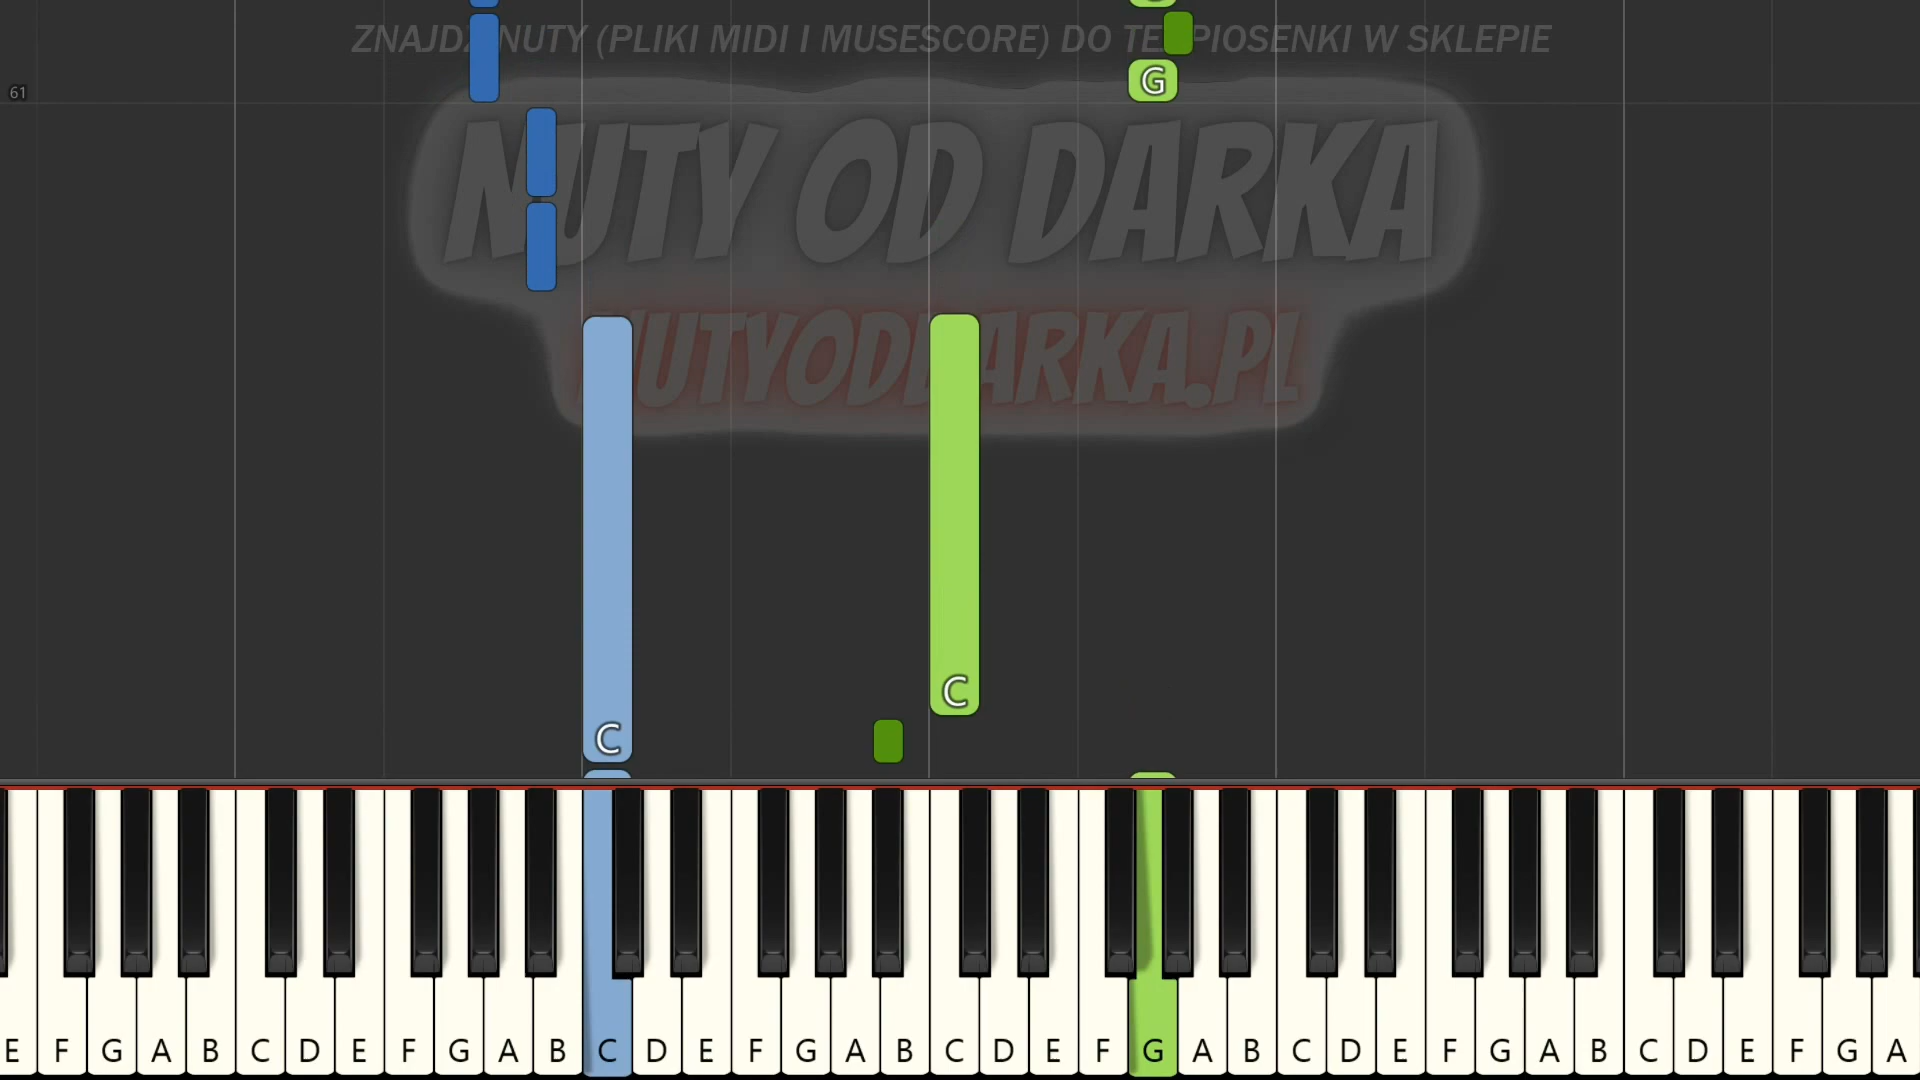 ZNAJDŹ NUTY (PLIKI MIDI I MUSESCORE) DO TEJ PIOSENKI W SKLEPIE
G
61
NUTY OD DARKA
NUTYODDARKA.PL
C
C
E F G A B C D E F G A B C D E F G A B C D E F G A B C D E F G A B C D E F G A